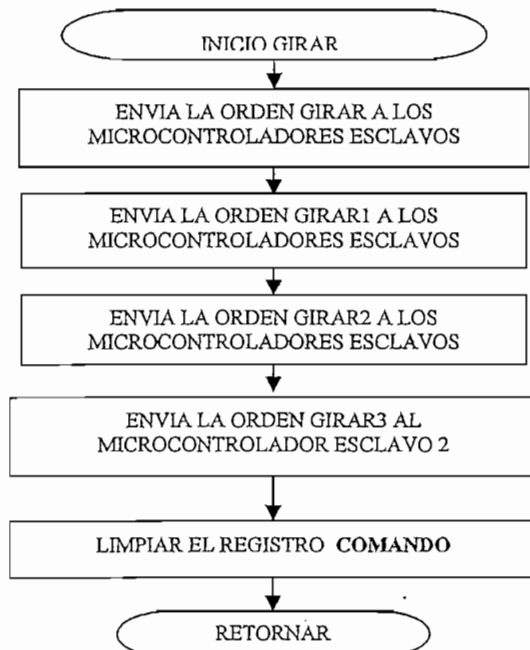 INICIO GIRAR
ENVIA LA ORDEN GIRAR A LOS
MICROCONTROLADORES ESCLAVOS
ENVIA LA ORDEN GIRAR1 A LOS
MICROCONTROLADORES ESCLAVOS
ENVIA LA ORDEN GIRAR2 A LOS
MICROCONTROLADORES ESCLAVOS
ENVIA LA ORDEN GIRAR3 AL
MICROCONTROLADOR ESCLAVO 2
LIMPIAR EL REGISTRO COMANDO
RETORNAR